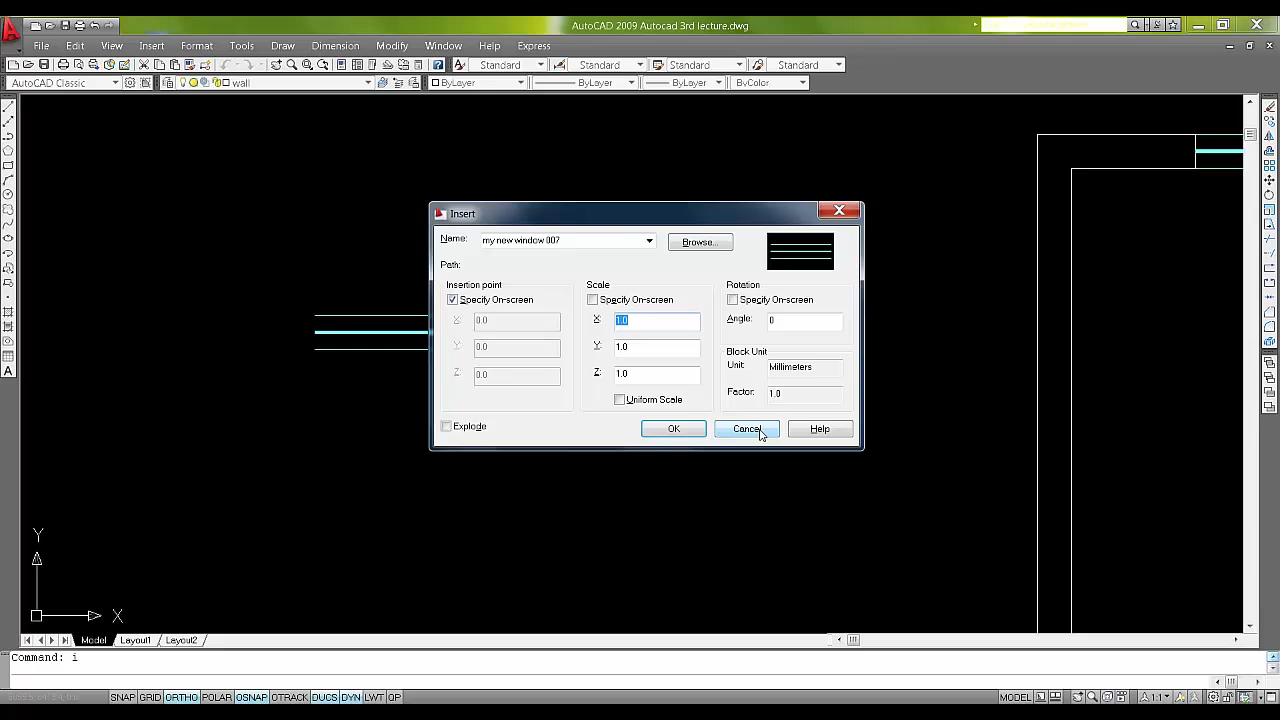 AutoCAD 2009 Autocad 3rd lecture.dwg
File Edit View Insert Format Tools Draw Dimension Modify Window Help Express
Standard Standard Standard Standard
AutoCAD Classic wall ByLayer ByLayer ByLayer ByColor
Insert
Name: my new window 007 Browse...
Path:
Insertion point Scale Rotation
Specify On-screen Specify On-screen Specify On-screen
X: 0.0 X: 1.0 Angle: 0
Y: 0.0 Y: 1.0
Block Unit
Unit: Millimeters
Z: 0.0 Z: 1.0
Factor: 1.0
Uniform Scale
Explode OK Cancel Help
Y
X
Model Layout1 Layout2
Command: i
SNAP GRID ORTHO POLAR OSNAP OTRACK DUCS DYN LWT QP MODEL 1:1